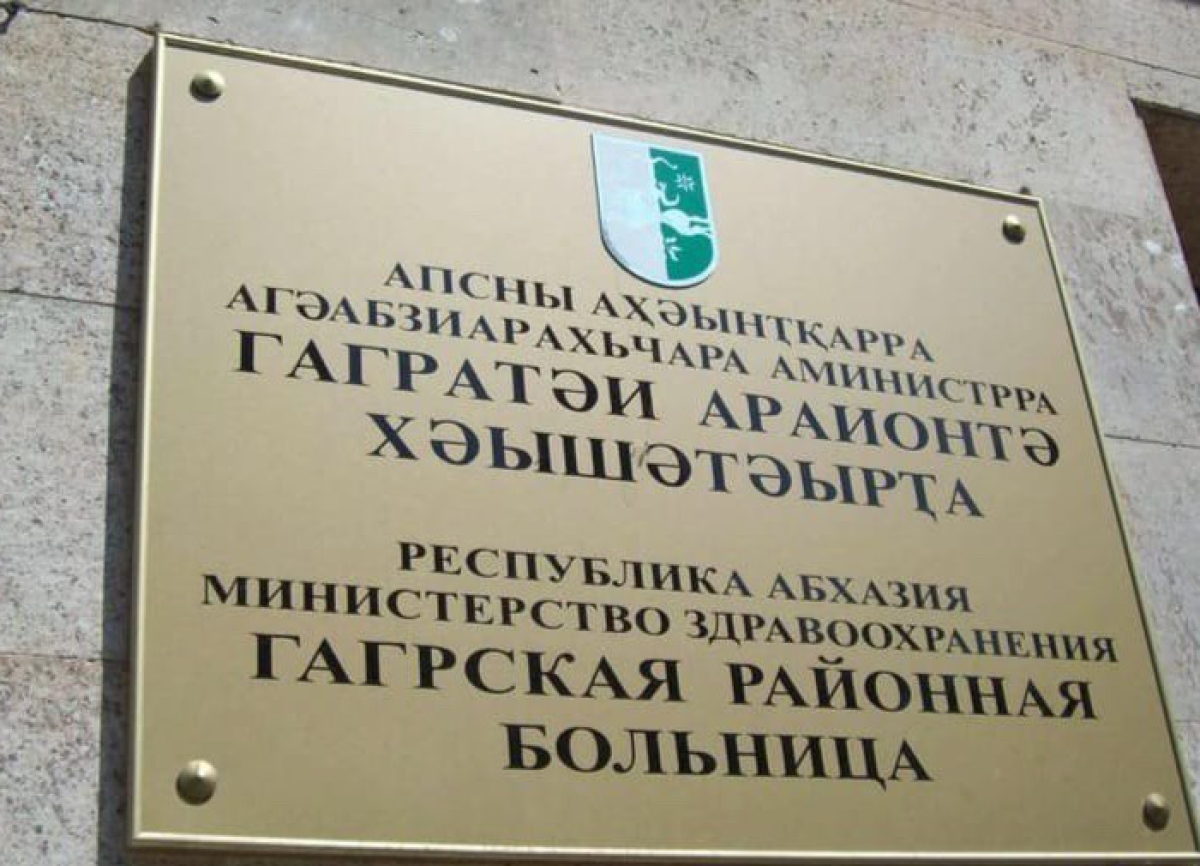 АПСНЫ АҲӘЫНҬҚАРРА
АГӘАБЗИАРАХЬЧАРА АМИНИСТРРА
ГАГРАТӘИ АРАИОНТӘ
ХӘЫШӘТӘЫРҬА
РЕСПУБЛИКА АБХАЗИЯ
МИНИСТЕРСТВО ЗДРАВООХРАНЕНИЯ
ГАГРСКАЯ РАЙОННАЯ
БОЛЬНИЦА